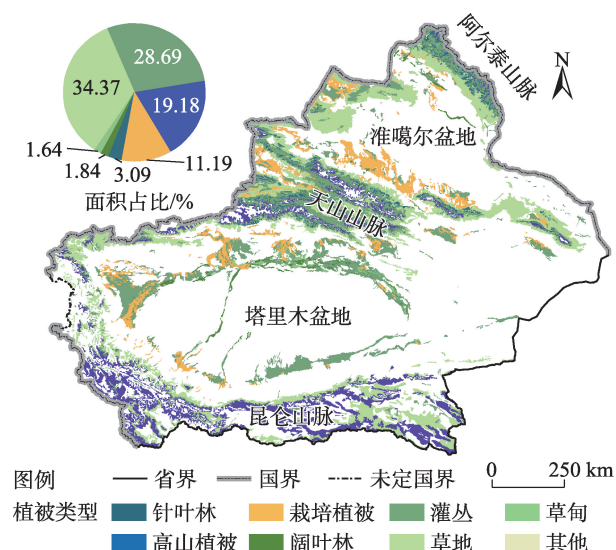 阿尔泰山脉
N
28.69
34.37
19.18
准噶尔盆地
1.64
1.84
3.09
11.19
面积占比/%
天山山脉
塔里木盆地
昆仑山脉
图例 省界 国界 未定国界 0 250 km
植被类型 针叶林 栽培植被 灌丛 草甸
高山植被 阔叶林 草地 其他